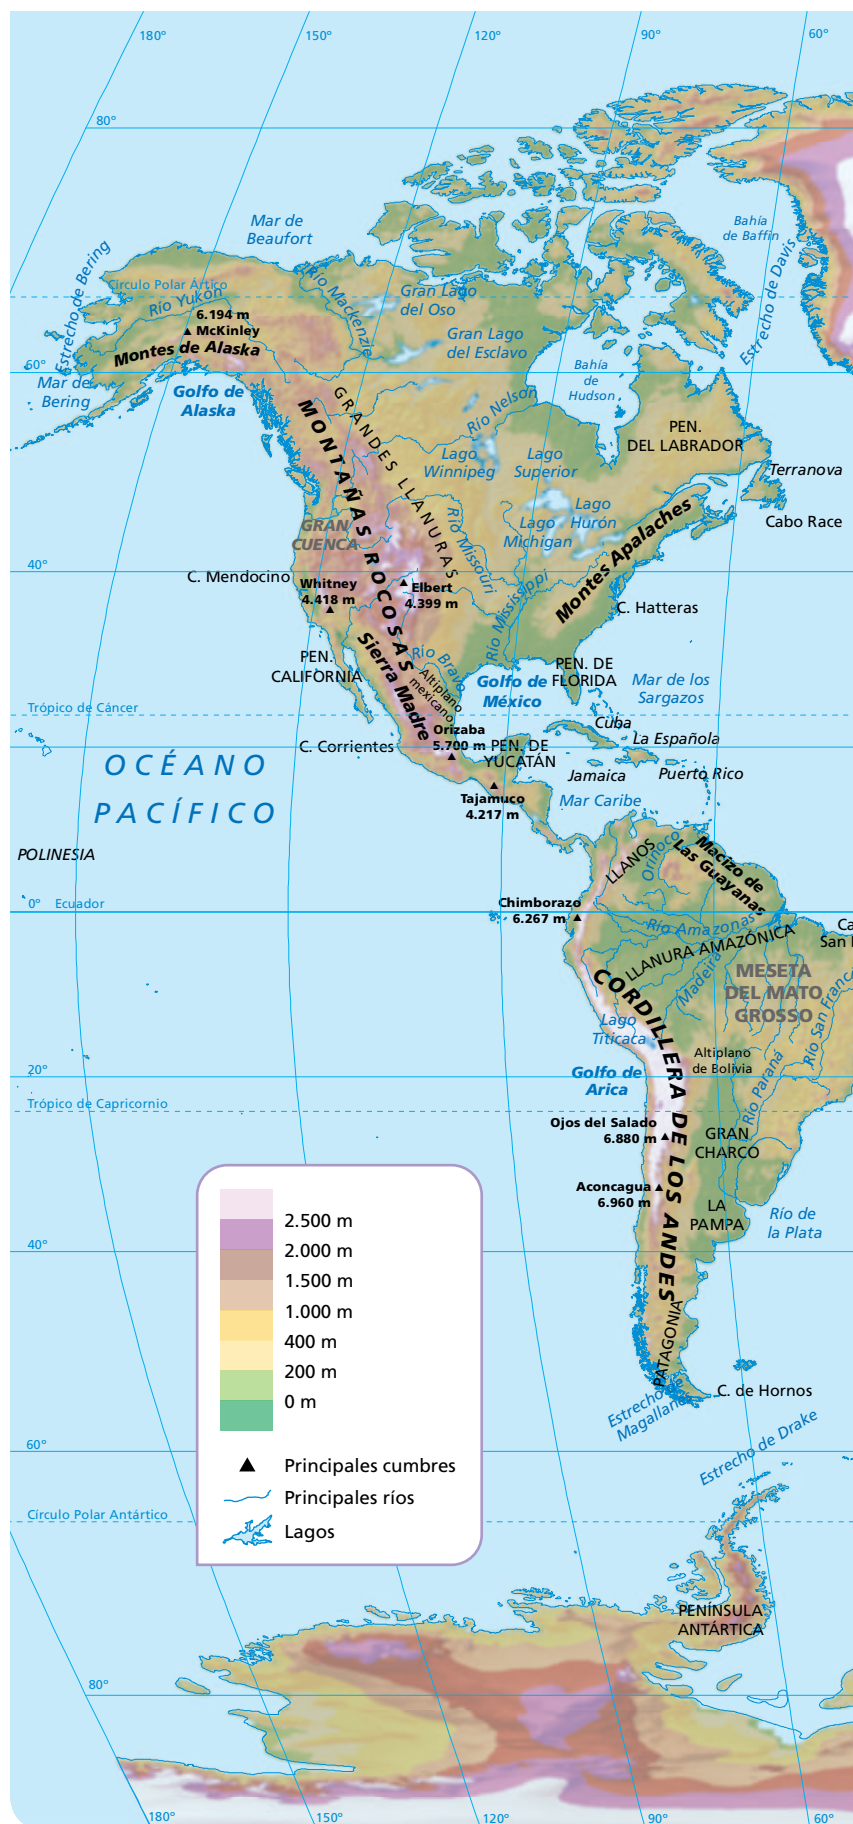 180°
150°
120°
90°
60°
80°
Mar de
Beaufort
Bahía
de Baffin
Estrecho de Bering
Estrecho de Davis
Círculo Polar Ártico
Río Mackenzie
Gran Lago
del Oso
Río Yukón
6.194 m
McKinley
Montes de Alaska
Gran Lago
del Esclavo
60°
Mar de
Bering
Golfo de
Alaska
Bahía
de
Hudson
GRANDES LLANURAS
MONTAÑAS ROCOSAS
Río Nelson
PEN.
DEL LABRADOR
Lago
Winnipeg
Lago
Superior
Terranova
Lago
Hurón
Cabo Race
GRAN
CUENCA
Río Missouri
Lago
Michigan
Montes Apalaches
40°
C. Mendocino
Whitney
4.418 m
Elbert
4.399 m
Río Mississippi
C. Hatteras
Sierra Madre
Río Bravo
PEN.
CALIFORNIA
Altiplano
mexicano
Golfo de
México
PEN. DE
FLORIDA
Mar de los
Sargazos
Trópico de Cáncer
Cuba
Orizaba
5.700 m
La Española
C. Corrientes
PEN. DE
YUCATÁN
OCÉANO
PACÍFICO
Jamaica
Puerto Rico
Tajamuco
4.217 m
Mar Caribe
POLINESIA
LLANOS
Orinoco
Macizo de
Las Guayanas
Chimborazo
6.267 m
0°
Ecuador
Río Amazonas
Ca
San
LLANURA AMAZÓNICA
Madeira
MESETA
DEL MATO
GROSSO
CORDILLERA DE LOS ANDES
Río San Franc
Lago
Titicaca
Altiplano
de Bolivia
20°
Golfo de
Arica
Río Paraná
Trópico de Capricornio
Ojos del Salado
6.880 m
GRAN
CHARCO
Aconcagua
6.960 m
LA
PAMPA
Río de
la Plata
2.500 m
2.000 m
1.500 m
1.000 m
400 m
200 m
0 m
40°
PATAGONIA
Estrecho de
Magallanes
C. de Hornos
60°
Estrecho de Drake
Principales cumbres
Principales ríos
Lagos
Círculo Polar Antártico
PENÍNSULA
ANTÁRTICA
80°
180°
150°
120°
90°
60°